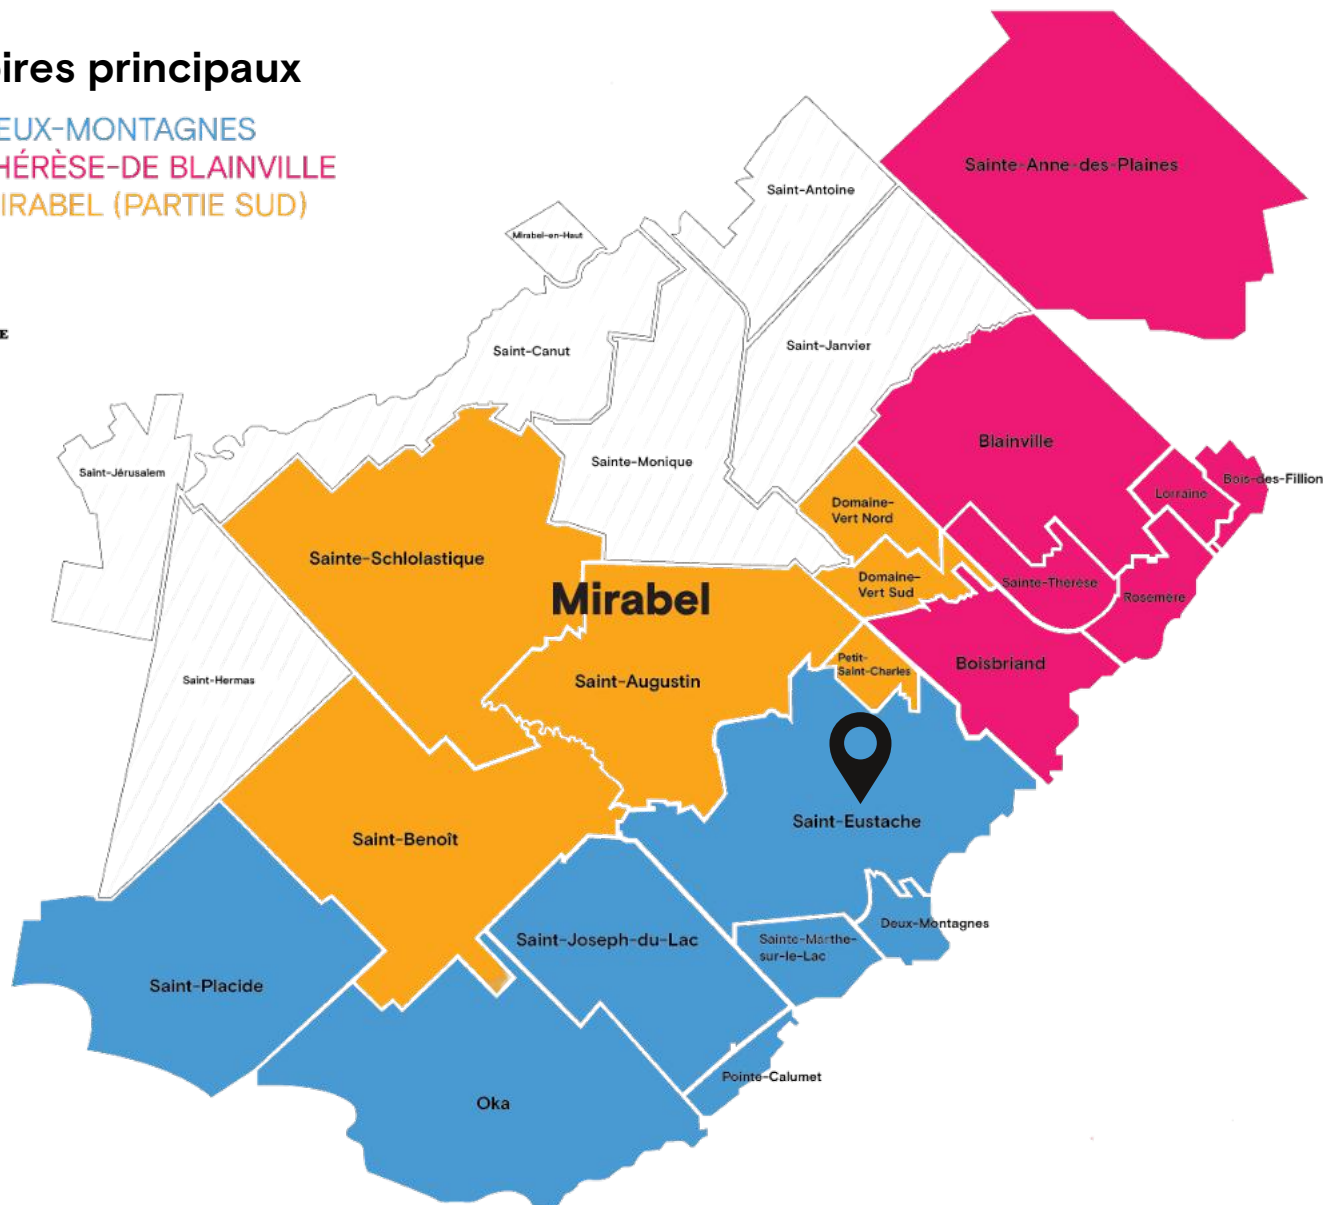 ires principaux
EUX-MONTAGNES
HÉRÈSE-DE BLAINVILLE
IRABEL (PARTIE SUD)
E
Sainte-Anne-des-Plaines
Saint-Antoine
Mirabel-en-Haut
Saint-Canut
Saint-Janvier
Blainville
Sainte-Monique
Saint-Jérusalem
Bois-des-Fillion
Lorraine
Domaine-
Vert Nord
Sainte-Schlolastique
Domaine-
Vert Sud
Sainte-Thérèse
Rosemère
Mirabel
Petit-
Saint-Charles
Boisbriand
Saint-Hermas
Saint-Augustin
Saint-Eustache
Saint-Benoît
Deux-Montagnes
Saint-Joseph-du-Lac
Sainte-Marthe-
sur-le-Lac
Saint-Placide
Pointe-Calumet
Oka